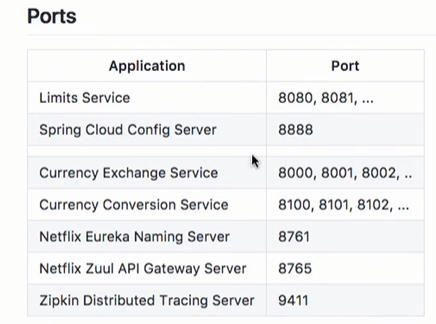 Ports
Application Port
Limits Service 8080, 8081, ...
Spring Cloud Config Server 8888
Currency Exchange Service 8000, 8001, 8002, ..
Currency Conversion Service 8100, 8101, 8102, ...
Netflix Eureka Naming Server 8761
Netflix Zuul API Gateway Server 8765
Zipkin Distributed Tracing Server 9411